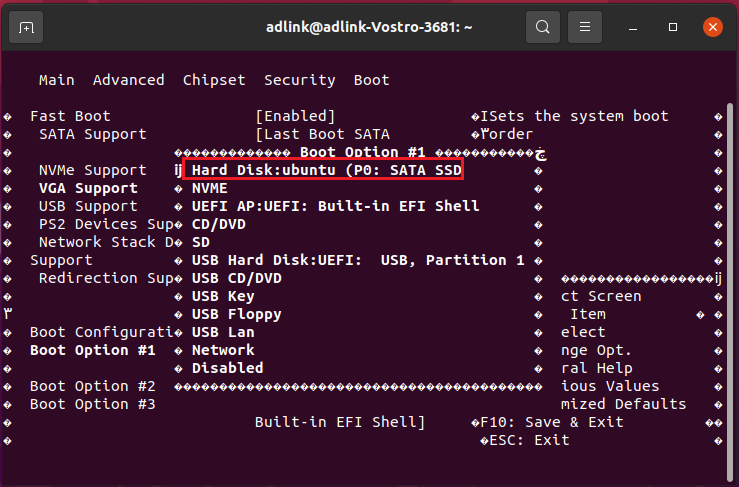 adlink@adlink-Vostro-3681: ~
Main Advanced Chipset Security Boot
� Fast Boot [Enabled] �ISets the system boot �
� SATA Support [Last Boot SATA �٣order �
� ��������������� Boot Option #1 �������������خ �
� NVMe Support ij Hard Disk:ubuntu (P0: SATA SSD �
� VGA Support � NVME � �
� USB Support � UEFI AP:UEFI: Built-in EFI Shell � �
� PS2 Devices Sup� CD/DVD � �
� Network Stack D� SD � �
� Support � USB Hard Disk:UEFI: USB, Partition 1 � �
� Redirection Sup� USB CD/DVD � ���������������������ij
� � USB Key � ct Screen �
٣ � USB Floppy � Item � �
� Boot Configurati� USB Lan � elect �
� Boot Option #1 � Network � nge Opt. �
� � Disabled � ral Help �
� Boot Option #2 ����������������������������������������������� ious Values �
� Boot Option #3 mized Defaults �
� Built-in EFI Shell] �F10: Save & Exit ��
� �ESC: Exit �